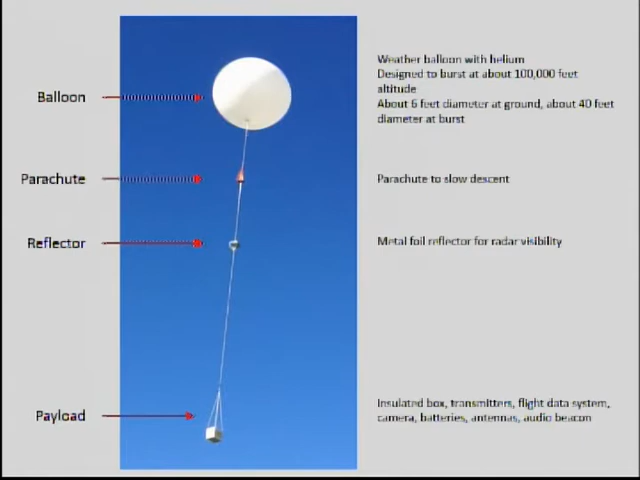 Balloon
Weather balloon with helium
Designed to burst at about 100,000 feet
altitude
About 6 feet diameter at ground, about 40 feet
diameter at burst
Parachute
Parachute to slow descent
Reflector
Metal foil reflector for radar visibility
Payload
Insulated box, transmitters, flight data system,
camera, batteries, antennas, audio beacon